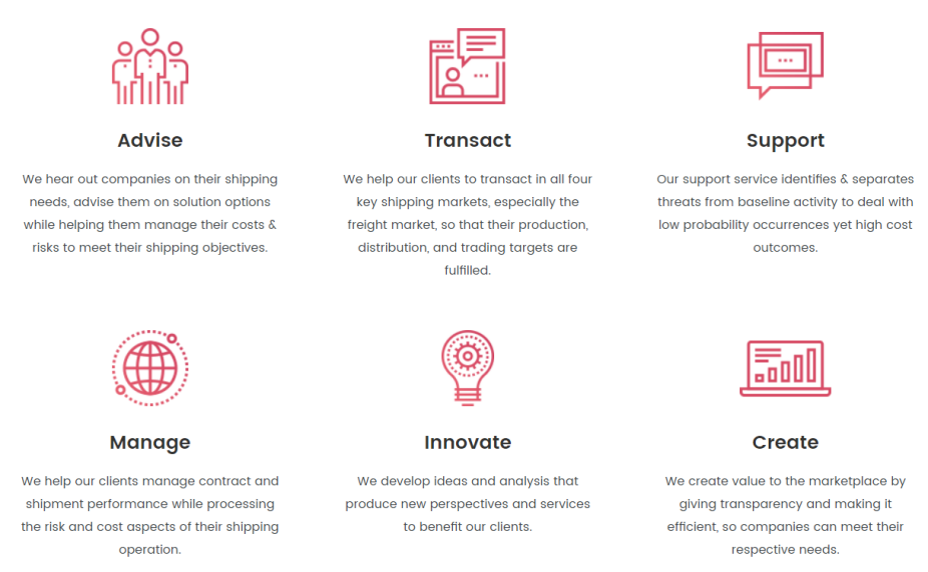 Advise
We hear out companies on their shipping
needs, advise them on solution options
while helping them manage their costs &
risks to meet their shipping objectives.
Transact
We help our clients to transact in all four
key shipping markets, especially the
freight market, so that their production,
distribution, and trading targets are
fulfilled.
Support
Our support service identifies & separates
threats from baseline activity to deal with
low probability occurrences yet high cost
outcomes.
Manage
We help our clients manage contract and
shipment performance while processing
the risk and cost aspects of their shipping
operation.
Innovate
We develop ideas and analysis that
produce new perspectives and services
to benefit our clients.
Create
We create value to the marketplace by
giving transparency and making it
efficient, so companies can meet their
respective needs.